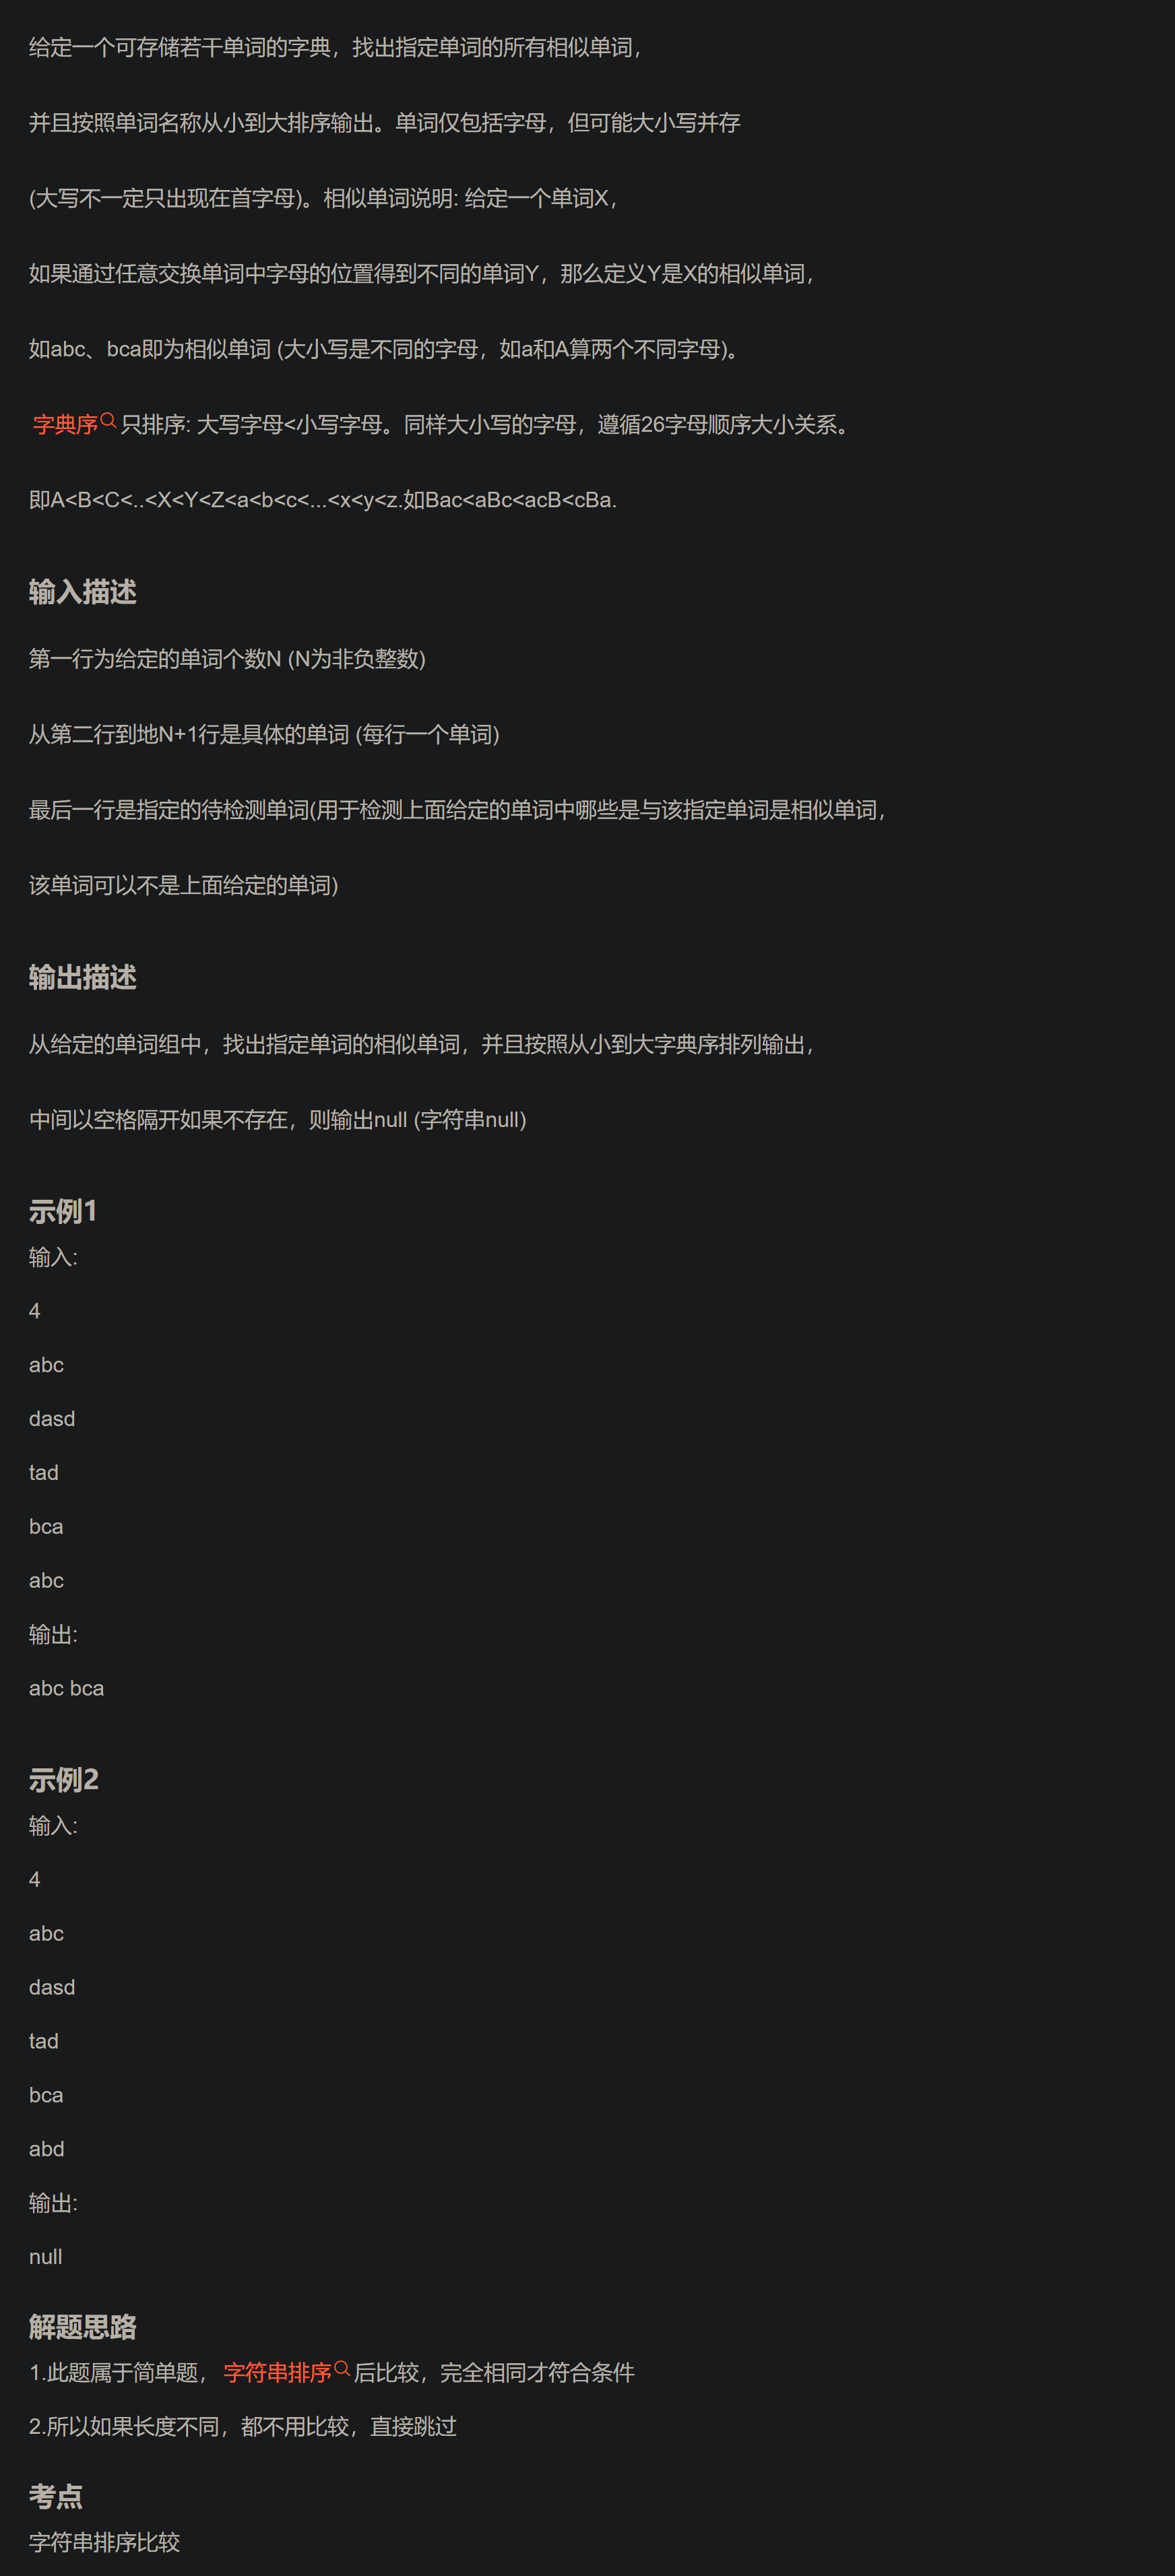 给定一个可存储若干单词的字典，找出指定单词的所有相似单词，
并且按照单词名称从小到大排序输出。单词仅包括字母，但可能大小写并存
(大写不一定只出现在首字母)。相似单词说明: 给定一个单词X，
如果通过任意交换单词中字母的位置得到不同的单词Y，那么定义Y是X的相似单词，
如abc、bca即为相似单词 (大小写是不同的字母，如a和A算两个不同字母)。
字典序只排序: 大写字母<小写字母。同样大小写的字母，遵循26字母顺序大小关系。
即A<B<C<..<X<Y<Z<a<b<c<...<x<y<z.如Bac<aBc<acB<cBa.
输入描述
第一行为给定的单词个数N (N为非负整数)
从第二行到地N+1行是具体的单词 (每行一个单词)
最后一行是指定的待检测单词(用于检测上面给定的单词中哪些是与该指定单词是相似单词，
该单词可以不是上面给定的单词)
输出描述
从给定的单词组中，找出指定单词的相似单词，并且按照从小到大字典序排列输出，
中间以空格隔开如果不存在，则输出null (字符串null)
示例1
输入:
4
abc
dasd
tad
bca
abc
输出:
abc bca
示例2
输入:
4
abc
dasd
tad
bca
abd
输出:
null
解题思路
1.此题属于简单题，字符串排序后比较，完全相同才符合条件
2.所以如果长度不同，都不用比较，直接跳过
考点
字符串排序比较